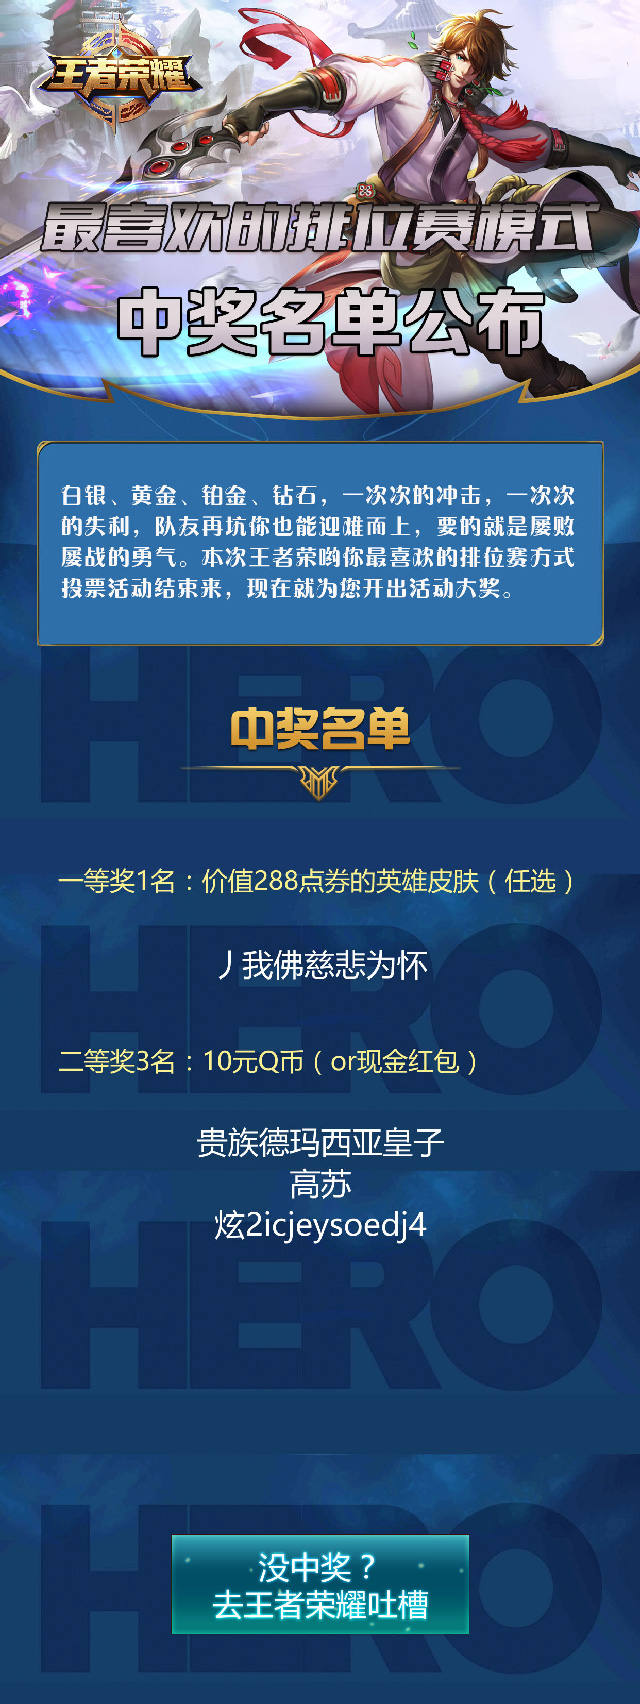 王者荣耀
最喜欢的排位赛模式
中奖名单公布
白银、黄金、铂金、钻石，一次次的冲击，一次次
的失利，队友再坑你也能迎难而上，要的就是屡败
屡战的勇气。本次王者荣哟你最喜欢的排位赛方式
投票活动结束来，现在就为您开出活动大奖。
HERO
中奖名单
一等奖1名：价值288点券的英雄皮肤（任选）
HERO
丿我佛慈悲为怀
二等奖3名：10元Q币（or现金红包）
贵族德玛西亚皇子
高苏
炫2icjeysoedj4
HERO
HERO
没中奖？
去王者荣耀吐槽